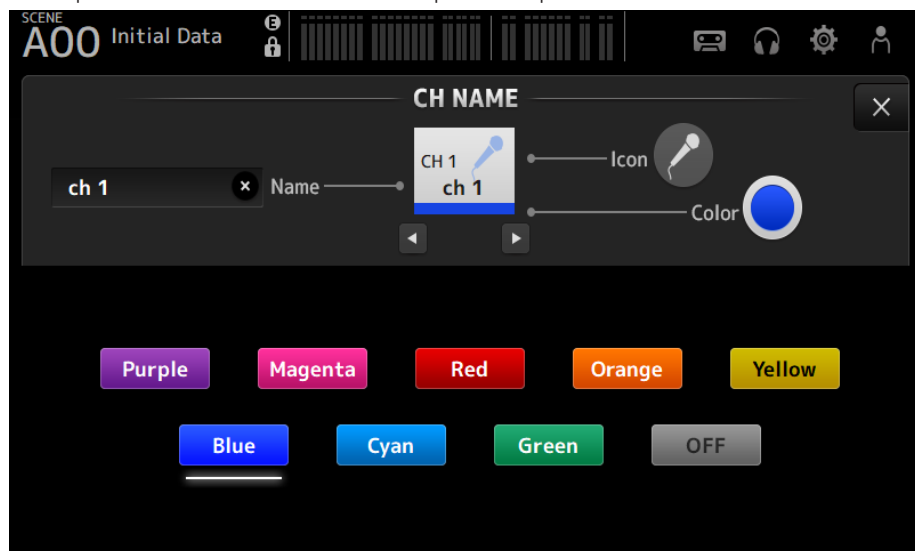 SCENE
A00 Initial Data
E
CH NAME
ch 1
Name
CH 1
ch 1
Icon
Color
Purple
Magenta
Red
Orange
Yellow
Blue
Cyan
Green
OFF